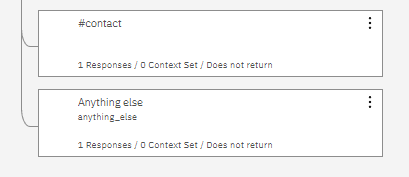 #contact
1 Responses / 0 Context Set / Does not return
Anything else
anything_else
1 Responses / 0 Context Set / Does not return